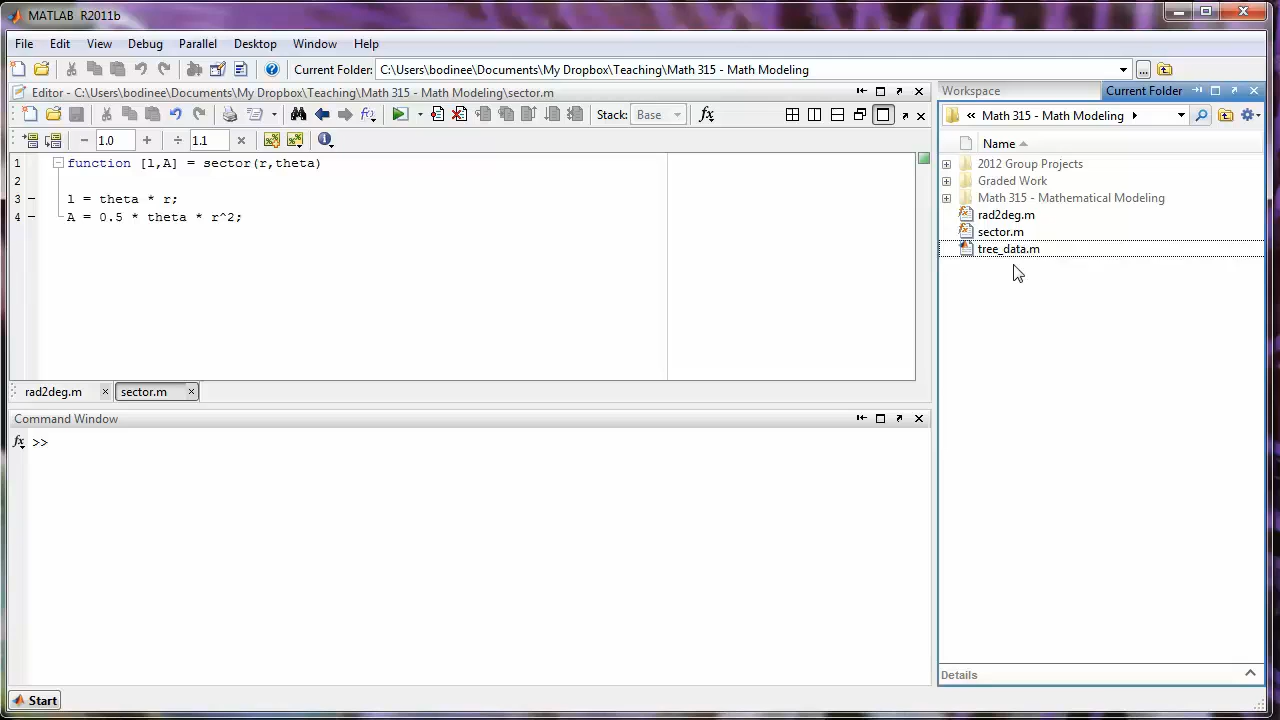 MATLAB R2011b
File Edit View Debug Parallel Desktop Window Help
Current Folder: C:\Users\bodinee\Documents\My Dropbox\Teaching\Math 315 - Math Modeling
Editor - C:\Users\bodinee\Documents\My Dropbox\Teaching\Math 315 - Math Modeling\sector.m
Stack: Base fx
− 1.0 + ÷ 1.1 ×
1 function [l,A] = sector(r,theta)
2
3 l = theta * r;
4 A = 0.5 * theta * r^2;
rad2deg.m sector.m
Command Window
fx >>
Workspace Current Folder
« Math 315 - Math Modeling
Name
2012 Group Projects
Graded Work
Math 315 - Mathematical Modeling
rad2deg.m
sector.m
tree_data.m
Details
Start